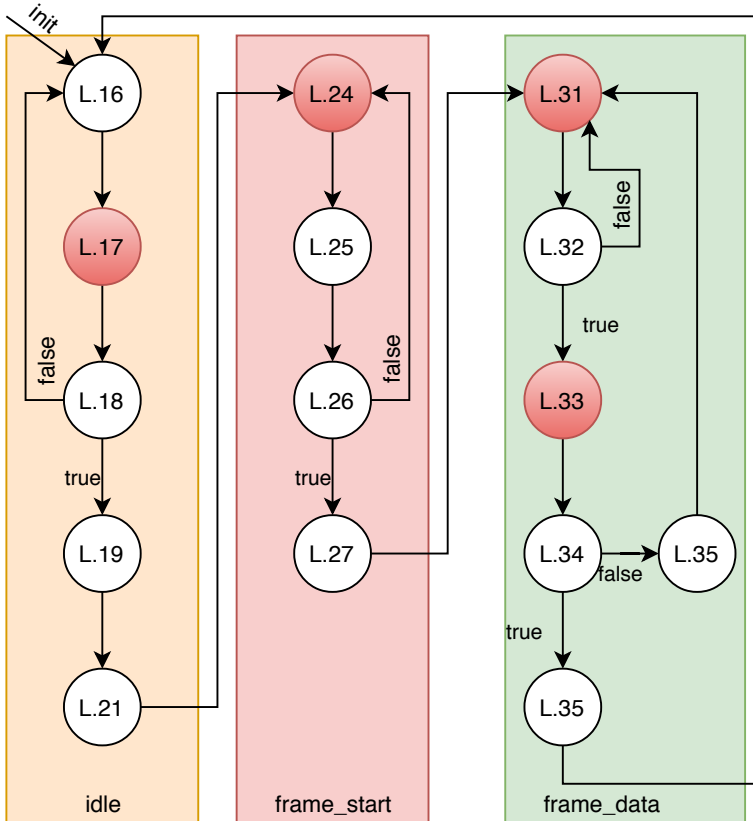 init
L.16
L.17
false
L.18
true
L.19
L.21
idle
L.24
L.25
false
L.26
true
L.27
frame_start
L.31
false
L.32
true
L.33
L.34
false
L.35
true
L.35
frame_data